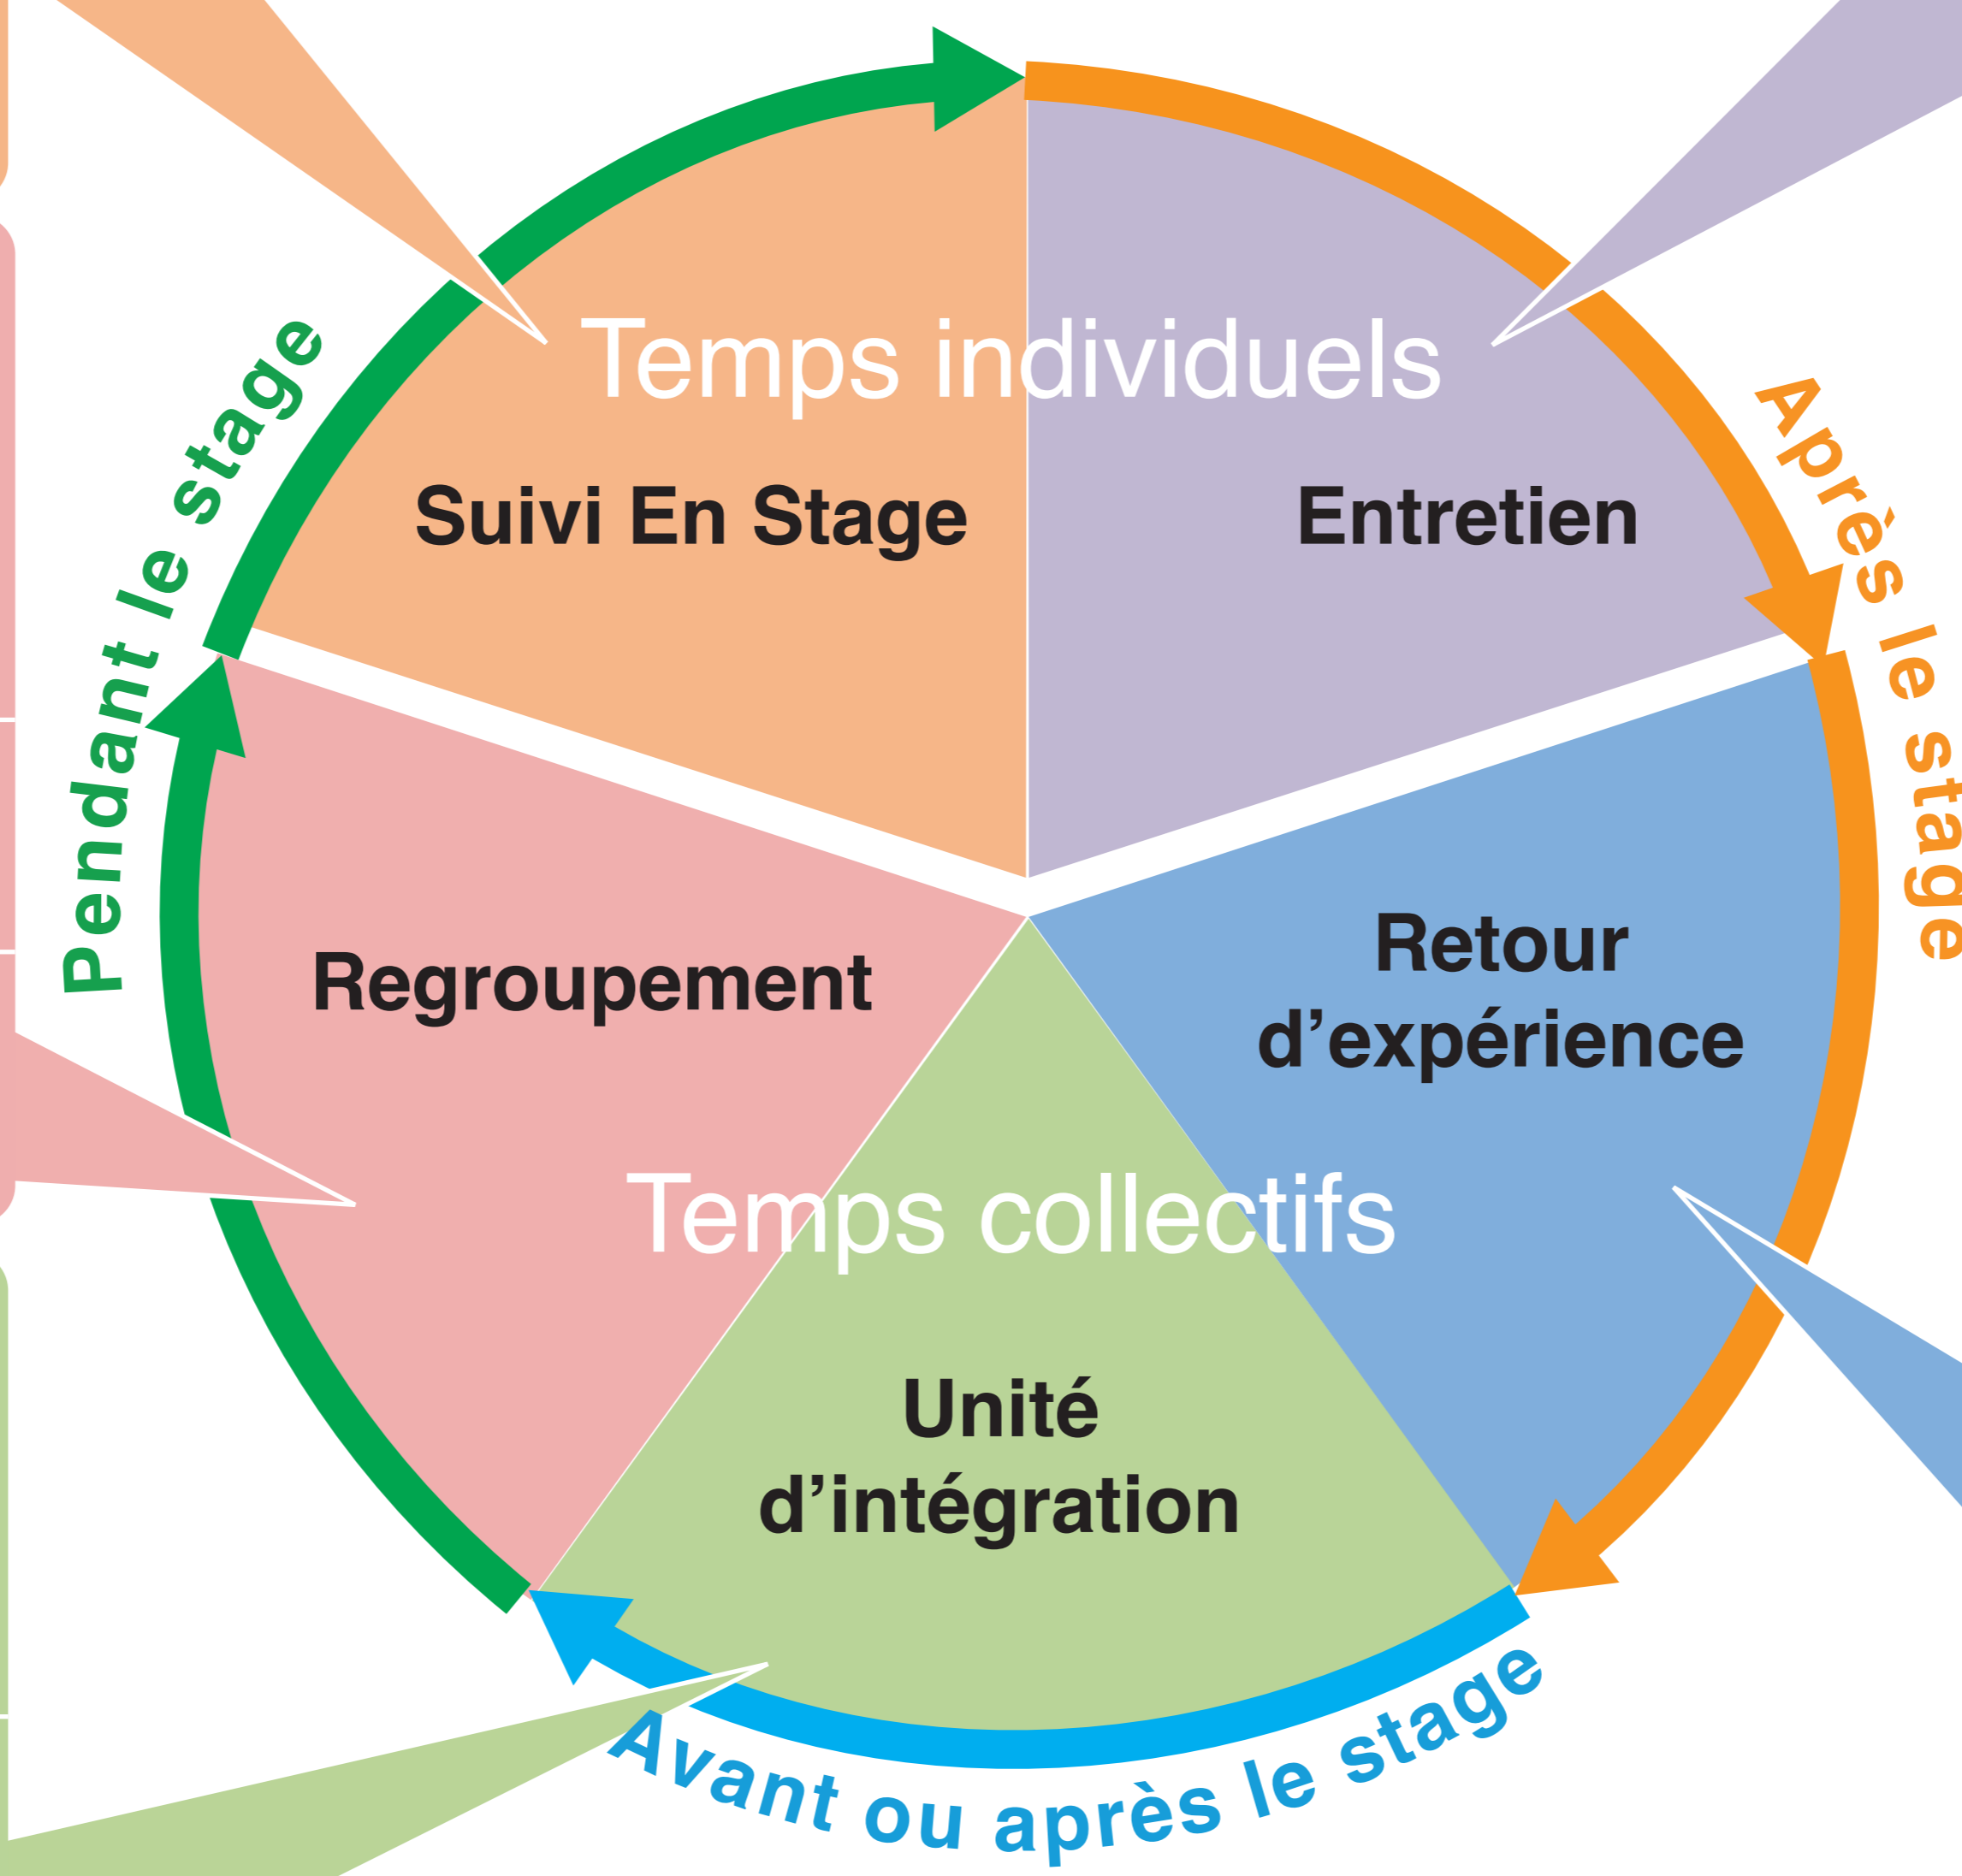 Temps individuels
Suivi En Stage
Entretien
Pendant le stage
Après le stage
Regroupement
Retour
d’expérience
Temps collectifs
Unité
d’intégration
Avant ou après le stage